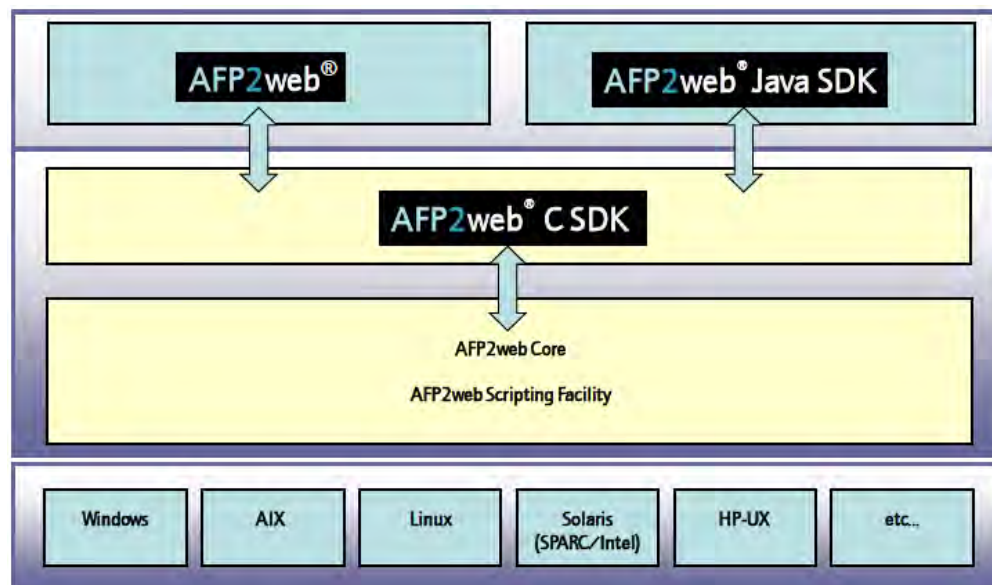 AFP2web®
AFP2web® Java SDK
AFP2web® C SDK
AFP2web Core
AFP2web Scripting Facility
Windows
AIX
Linux
Solaris
(SPARC/Intel)
HP-UX
etc...